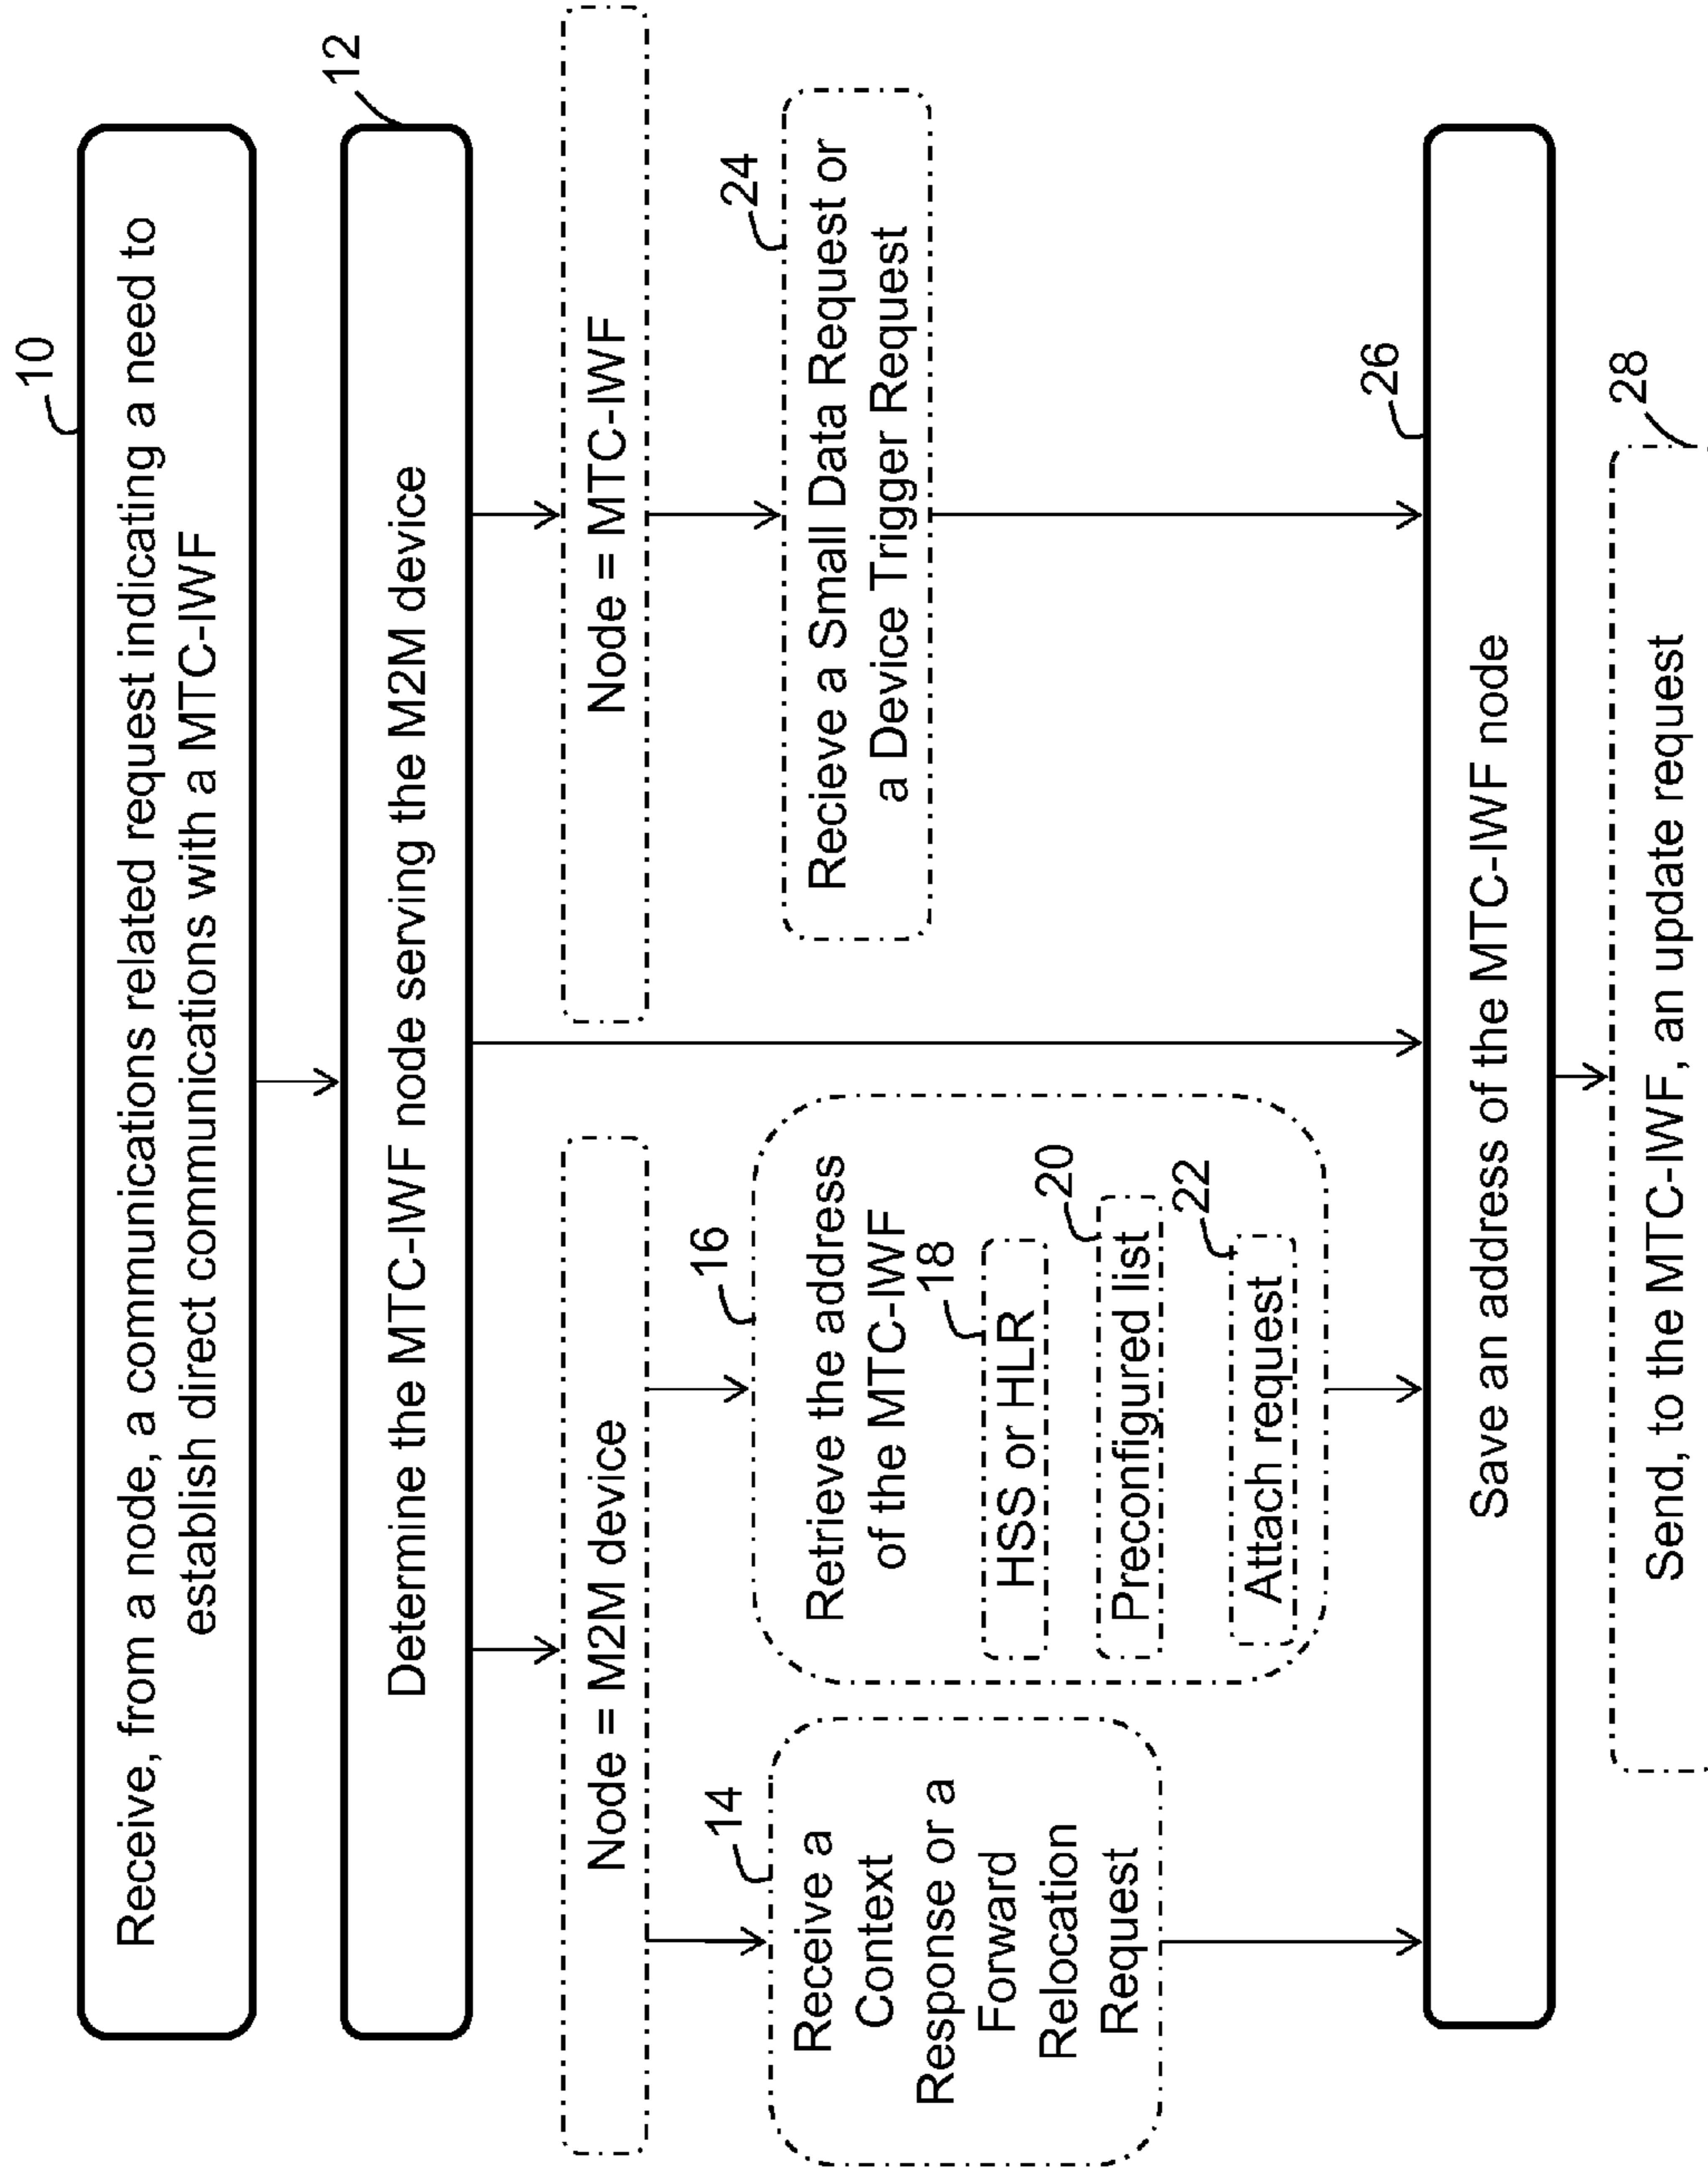 10
Receive, from a node, a communications related request indicating a need to
establish direct communications with a MTC-IWF
12
Determine the MTC-IWF node serving the M2M device
Node = M2M device
Node = MTC-IWF
14
Receive a
Context
Response or a
Forward
Relocation
Request
16
Retrieve the address
of the MTC-IWF
18
HSS or HLR
20
Preconfigured list
22
Attach request
24
Recieve a Small Data Request or
a Device Trigger Request
26
Save an address of the MTC-IWF node
28
Send, to the MTC-IWF, an update request